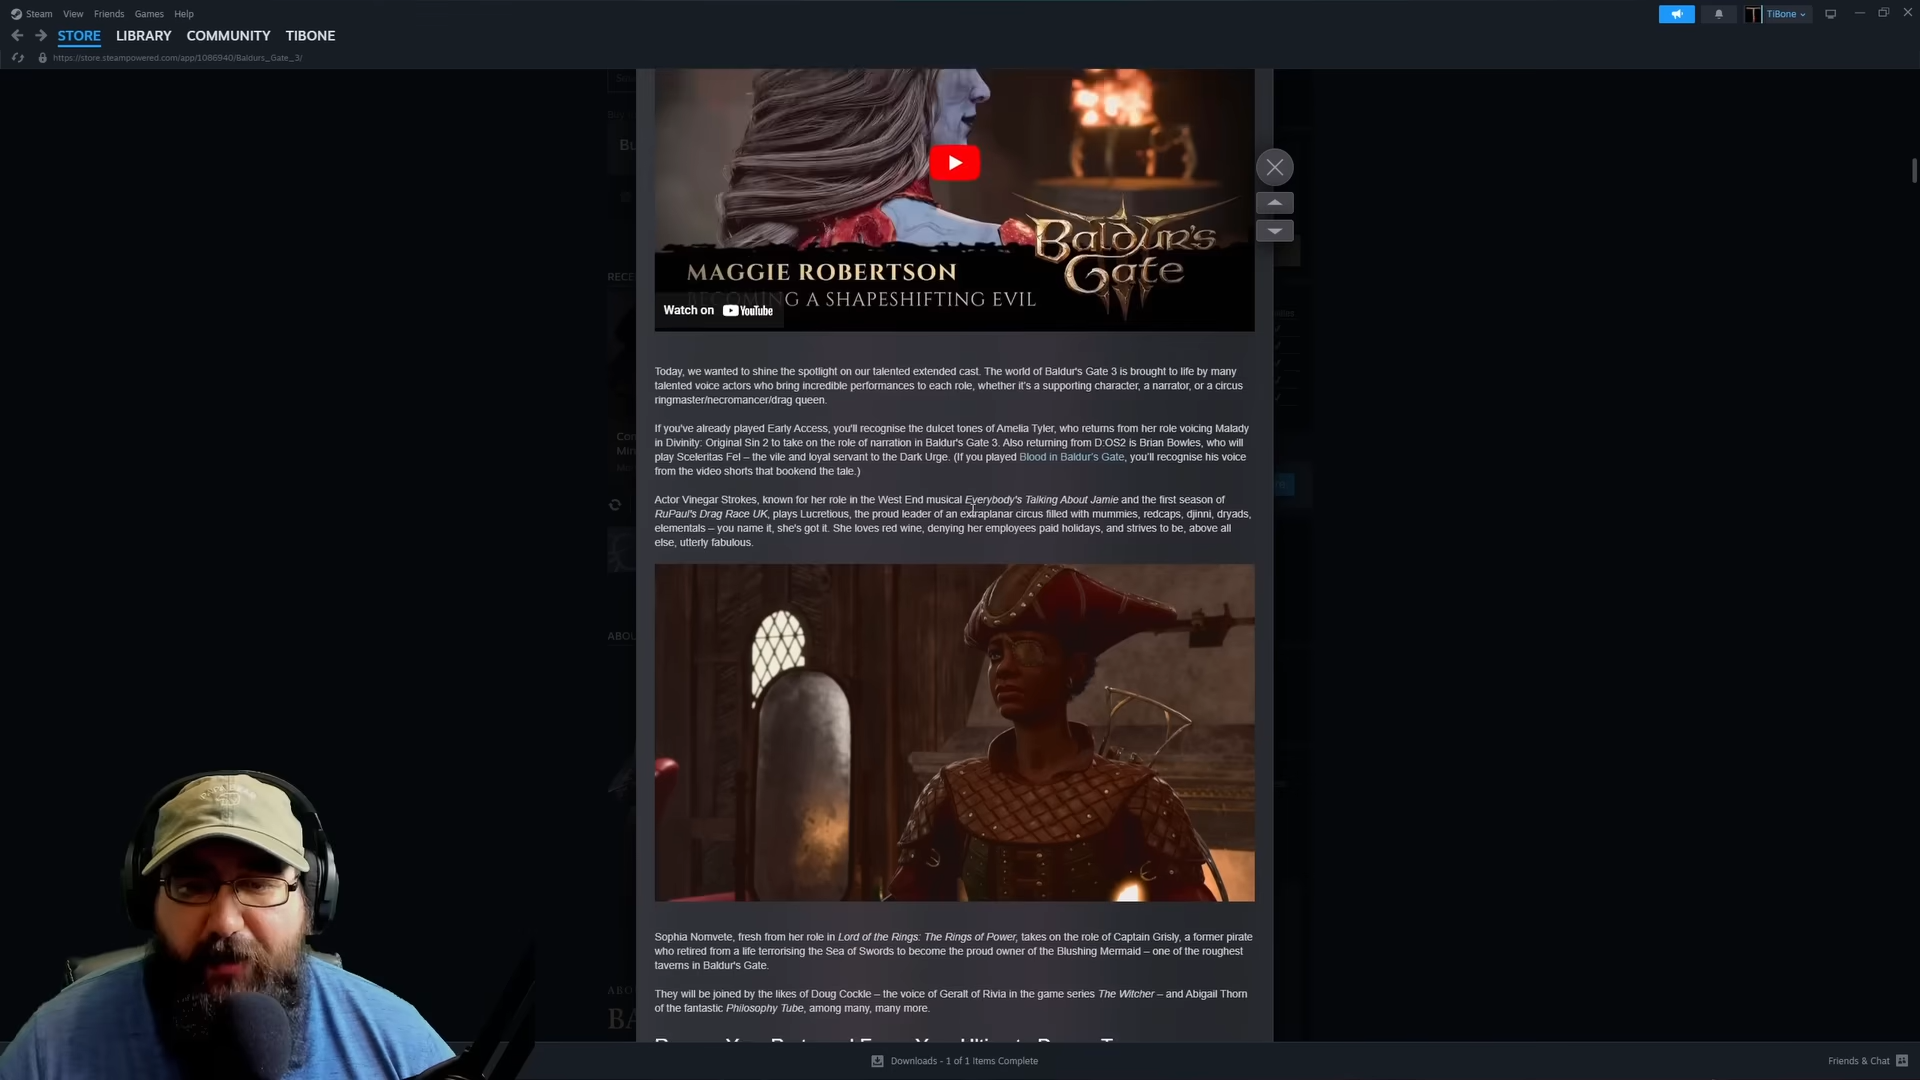 Steam View Friends Games Help
TiBone
STORE LIBRARY COMMUNITY TIBONE
https://store.steampowered.com/app/1086940/Baldurs_Gate_3/
BALDUR'S
GATE
MAGGIE ROBERTSON
BECOMING A SHAPESHIFTING EVIL
Watch on YouTube
Today, we wanted to shine the spotlight on our talented extended cast. The world of Baldur's Gate 3 is brought to life by many
talented voice actors who bring incredible performances to each role, whether it's a supporting character, a narrator, or a circus
ringmaster/necromancer/drag queen.
If you've already played Early Access, you'll recognise the dulcet tones of Amelia Tyler, who returns from her role voicing Malady
in Divinity: Original Sin 2 to take on the role of narration in Baldur's Gate 3. Also returning from D:OS2 is Brian Bowles, who will
play Sceleritas Fel – the vile and loyal servant to the Dark Urge. (If you played Blood in Baldur's Gate, you'll recognise his voice
from the video shorts that bookend the tale.)
Actor Vinegar Strokes, known for her role in the West End musical Everybody's Talking About Jamie and the first season of
RuPaul's Drag Race UK, plays Lucretious, the proud leader of an extraplanar circus filled with mummies, redcaps, djinni, dryads,
elementals – you name it, she's got it. She loves red wine, denying her employees paid holidays, and strives to be, above all
else, utterly fabulous.
Sophia Nomvete, fresh from her role in Lord of the Rings: The Rings of Power, takes on the role of Captain Grisly, a former pirate
who retired from a life terrorising the Sea of Swords to become the proud owner of the Blushing Mermaid – one of the roughest
taverns in Baldur's Gate.
They will be joined by the likes of Doug Cockle – the voice of Geralt of Rivia in the game series The Witcher – and Abigail Thorn
of the fantastic Philosophy Tube, among many, many more.
Downloads - 1 of 1 Items Complete
Friends & Chat